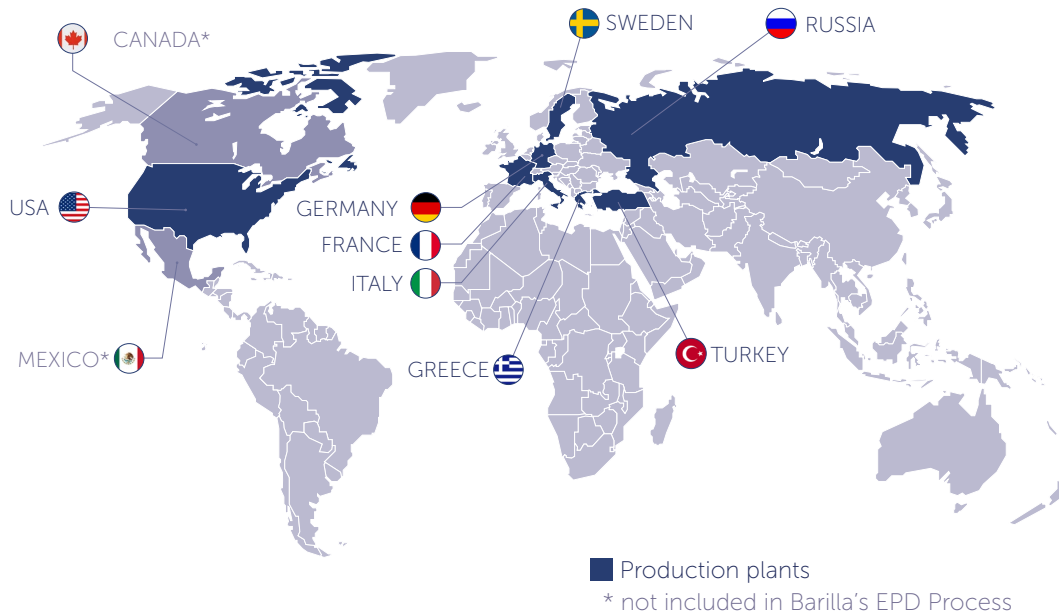 SWEDEN
RUSSIA
CANADA*
USA
GERMANY
FRANCE
ITALY
MEXICO*
GREECE
TURKEY
Production plants
* not included in Barilla's EPD Process